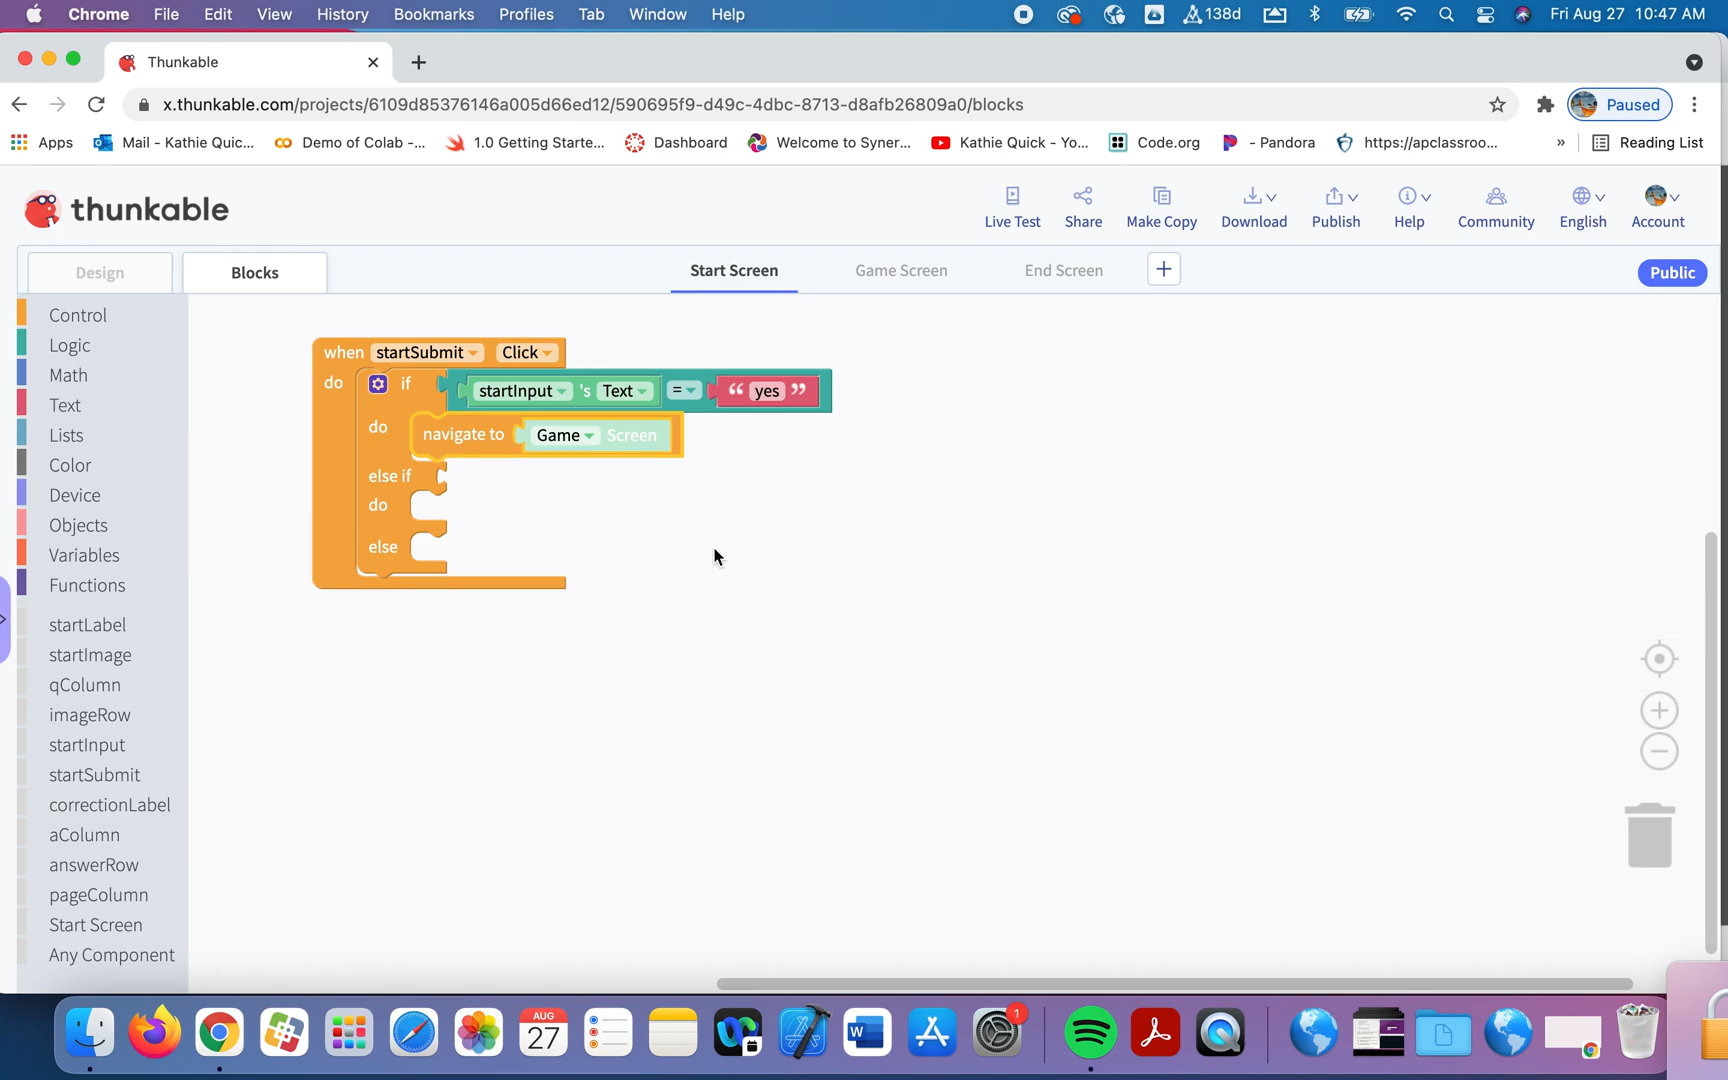 Chrome File Edit View History Bookmarks Profiles Tab Window Help 138d Fri Aug 27 10:47 AM
Thunkable
x.thunkable.com/projects/6109d85376146a005d66ed12/590695f9-d49c-4dbc-8713-d8afb26809a0/blocks Paused
Apps Mail - Kathie Quic... Demo of Colab -... 1.0 Getting Starte... Dashboard Welcome to Syner... Kathie Quick - Yo... Code.org - Pandora https://apclassroo... » Reading List
thunkable
Live Test Share Make Copy Download Publish Help Community English Account
Design Blocks Start Screen Game Screen End Screen + Public
Control
Logic
Math
Text
Lists
Color
Device
Objects
Variables
Functions
startLabel
startImage
qColumn
imageRow
startInput
startSubmit
correctionLabel
aColumn
answerRow
pageColumn
Start Screen
Any Component
when startSubmit Click
do if startInput 's Text = “ yes ”
do navigate to Game Screen
else if
do
else
AUG
27
1